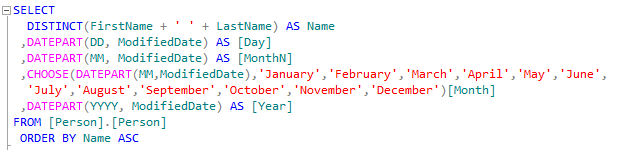 SELECT
DISTINCT(FirstName + ' ' + LastName) AS Name
,DATEPART(DD, ModifiedDate) AS [Day]
,DATEPART(MM, ModifiedDate) AS [MonthN]
,CHOOSE(DATEPART(MM,ModifiedDate),'January','February','March','April','May','June',
'July','August','September','October','November','December')[Month]
,DATEPART(YYYY, ModifiedDate) AS [Year]
FROM [Person].[Person]
ORDER BY Name ASC